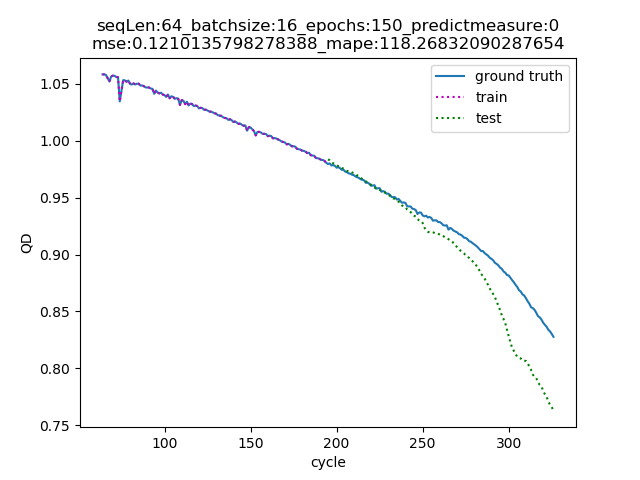 seqLen:64_batchsize:16_epochs:150_predictmeasure:0
mse:0.1210135798278388_mape:118.26832090287654
ground truth
train
test
1.05
1.00
0.95
0.90
0.85
0.80
0.75
QD
100
150
200
250
300
cycle